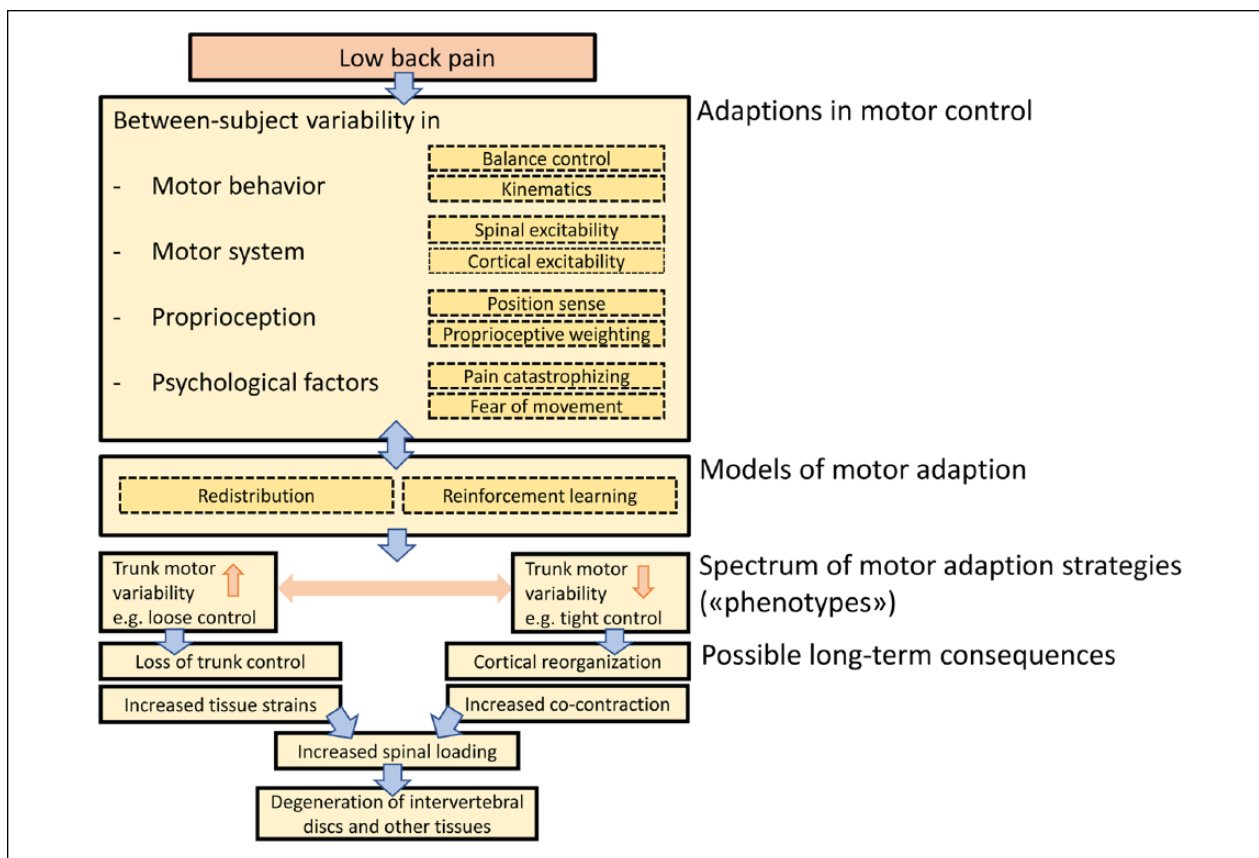 Low back pain
Adaptions in motor control
Between-subject variability in
- Motor behavior
Balance control
Kinematics
- Motor system
Spinal excitability
Cortical excitability
- Proprioception
Position sense
Proprioceptive weighting
- Psychological factors
Pain catastrophizing
Fear of movement
Models of motor adaption
Redistribution
Reinforcement learning
Trunk motor
variability
e.g. loose control
Trunk motor
variability
e.g. tight control
Spectrum of motor adaption strategies
(«phenotypes»)
Loss of trunk control
Cortical reorganization
Possible long-term consequences
Increased tissue strains
Increased co-contraction
Increased spinal loading
Degeneration of intervertebral
discs and other tissues